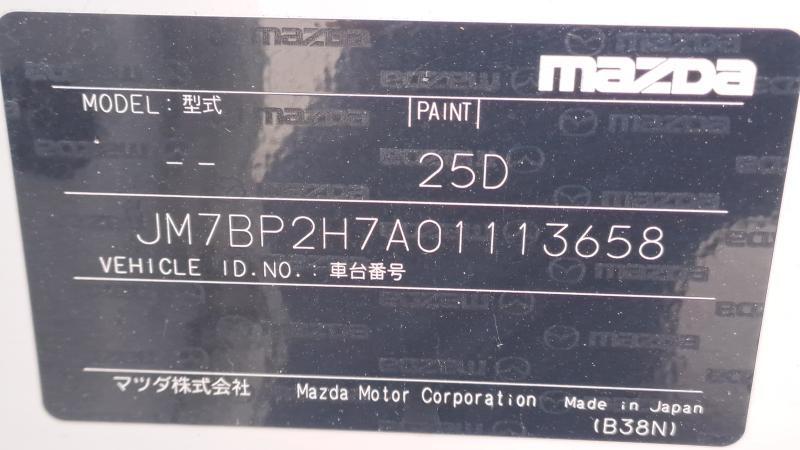 mazda
MODEL : 型式 PAINT
-- 25D
JM7BP2H7A01113658
VEHICLE ID.NO. : 車台番号
マツダ株式会社 Mazda Motor Corporation Made in Japan
(B38N)